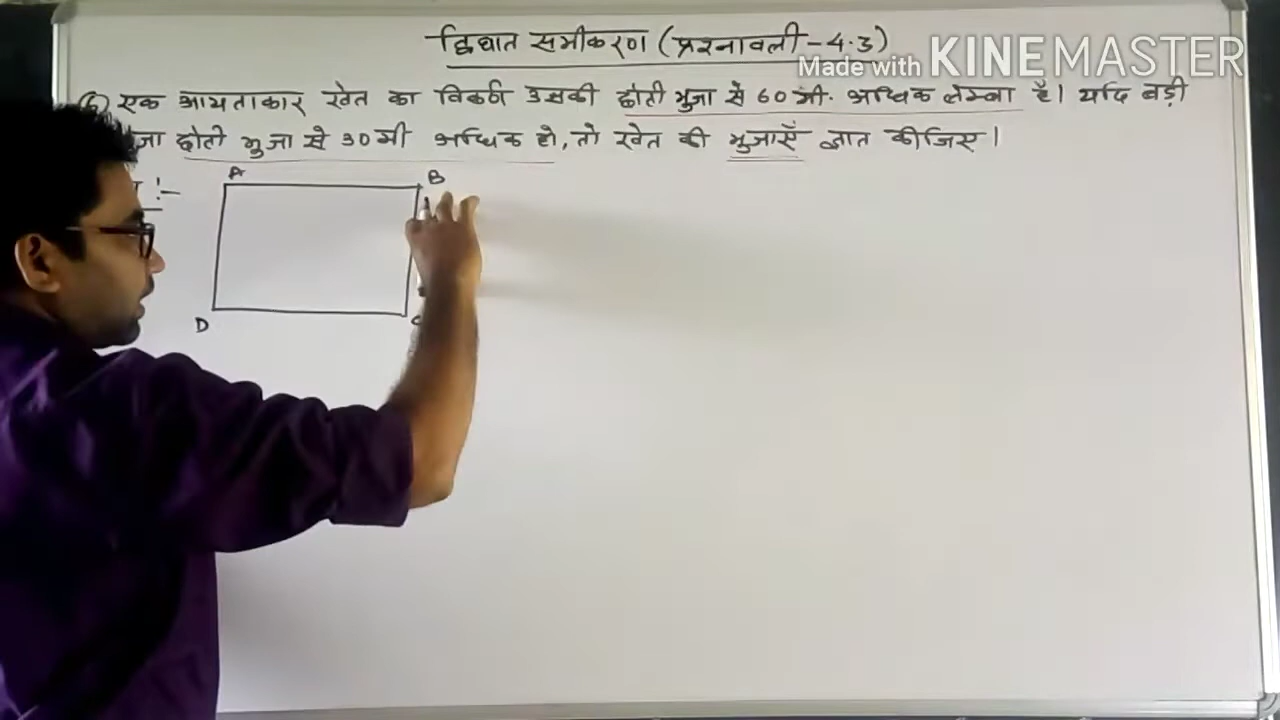 द्विघात समीकरण (प्रश्नावली-4.3)
Made with KINEMASTER
एक आयताकार खेत का विकर्ण उसकी छोटी भुजा से 60 मी. अधिक लम्बा है। यदि बड़ी
छोटी भुजा से 30 मी अधिक हो, तो खेत की भुजाएँ ज्ञात कीजिए।
:-
A B
D C